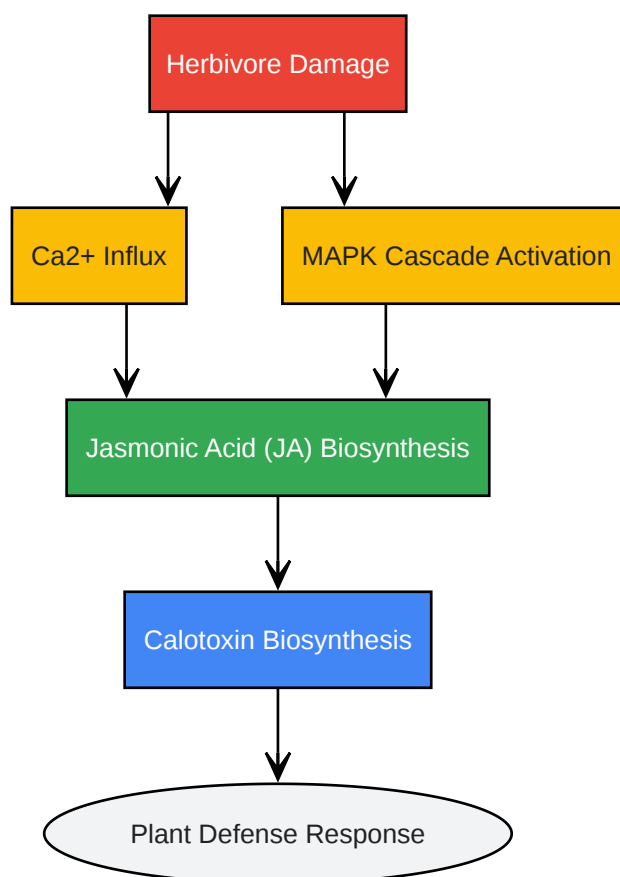 Herbivore Damage
Ca2+ Influx
MAPK Cascade Activation
Jasmonic Acid (JA) Biosynthesis
Calotoxin Biosynthesis
Plant Defense Response